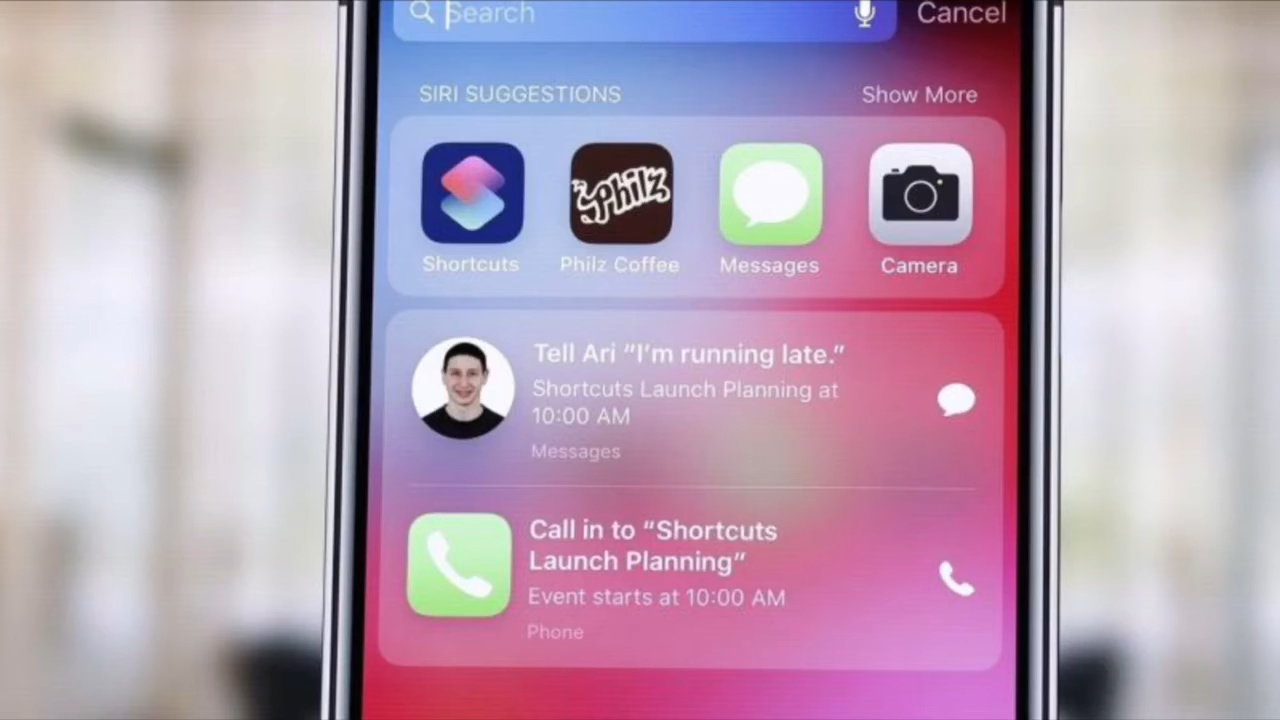 Search
Cancel
SIRI SUGGESTIONS
Show More
Philz
Shortcuts
Philz Coffee
Messages
Camera
Tell Ari “I’m running late.”
Shortcuts Launch Planning at
10:00 AM
Messages
Call in to “Shortcuts
Launch Planning”
Event starts at 10:00 AM
Phone